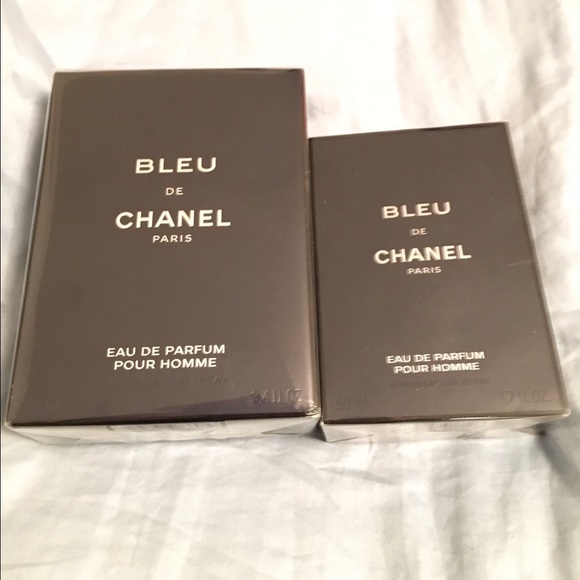 BLEU
DE
CHANEL
PARIS
EAU DE PARFUM
POUR HOMME
3.4 FL. OZ.
BLEU
DE
CHANEL
PARIS
EAU DE PARFUM
POUR HOMME
1.7 FL. OZ.